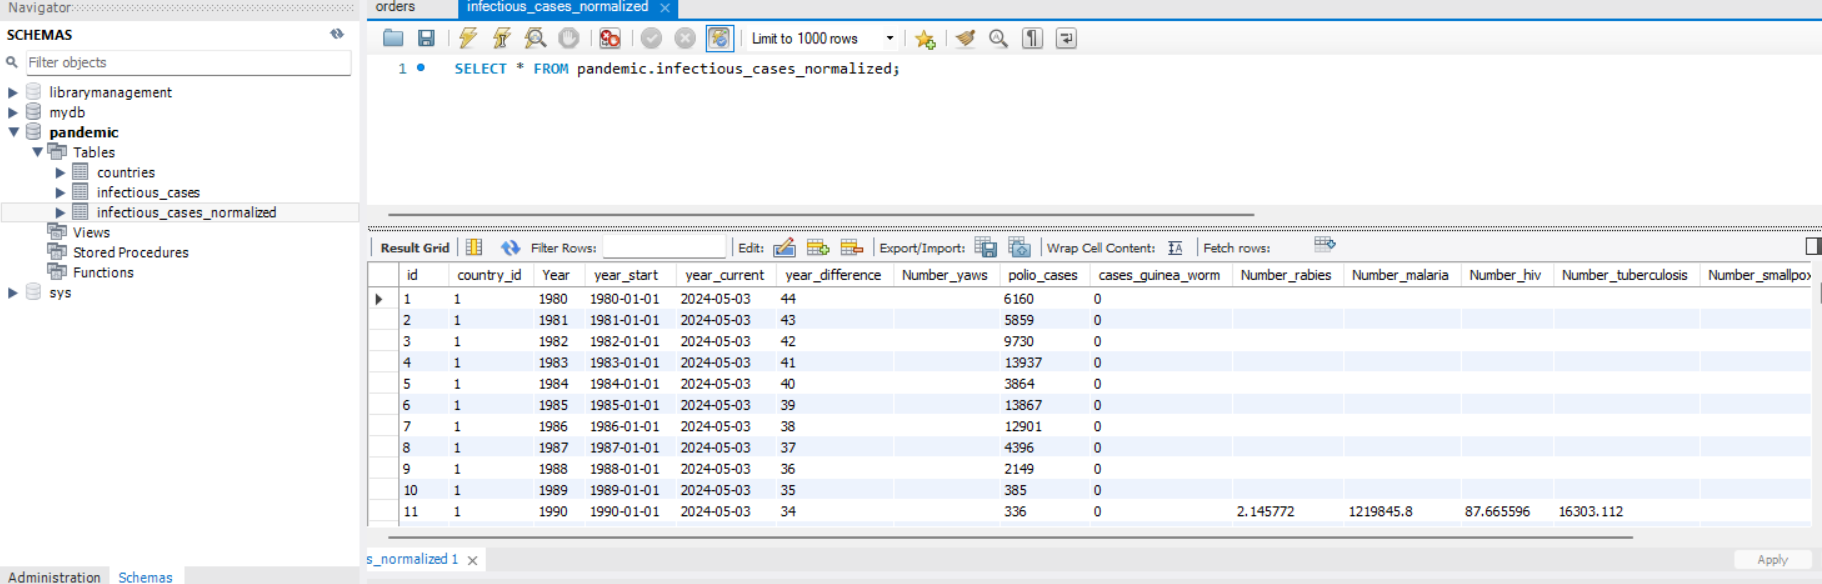 Navigator
SCHEMAS
Filter objects
librarymanagement
mydb
pandemic
Tables
countries
infectious_cases
infectious_cases_normalized
Views
Stored Procedures
Functions
sys
Administration Schemas
orders infectious_cases_normalized
Limit to 1000 rows
1 SELECT * FROM pandemic.infectious_cases_normalized;
Result Grid Filter Rows: Edit: Export/Import: Wrap Cell Content: Fetch rows:
id country_id Year year_start year_current year_difference Number_yaws polio_cases cases_guinea_worm Number_rabies Number_malaria Number_hiv Number_tuberculosis Number_smallpox
1 1 1980 1980-01-01 2024-05-03 44 6160 0
2 1 1981 1981-01-01 2024-05-03 43 5859 0
3 1 1982 1982-01-01 2024-05-03 42 9730 0
4 1 1983 1983-01-01 2024-05-03 41 13937 0
5 1 1984 1984-01-01 2024-05-03 40 3864 0
6 1 1985 1985-01-01 2024-05-03 39 13867 0
7 1 1986 1986-01-01 2024-05-03 38 12901 0
8 1 1987 1987-01-01 2024-05-03 37 4396 0
9 1 1988 1988-01-01 2024-05-03 36 2149 0
10 1 1989 1989-01-01 2024-05-03 35 385 0
11 1 1990 1990-01-01 2024-05-03 34 336 0 2.145772 1219845.8 87.665596 16303.112
s_normalized 1
Apply